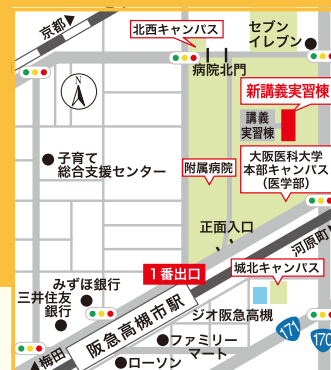 京都
北西キャンパス
セブン
イレブン
病院北門
N
新講義実習棟
講義
実習棟
子育て
総合支援センター
附属病院
大阪医科大学
本部キャンパス
(医学部)
正面入口
河原町
1番出口
城北キャンパス
みずほ銀行
三井住友
銀行
阪急高槻市駅
ジオ阪急高槻
171
170
ファミリー
マート
梅田
ローソン